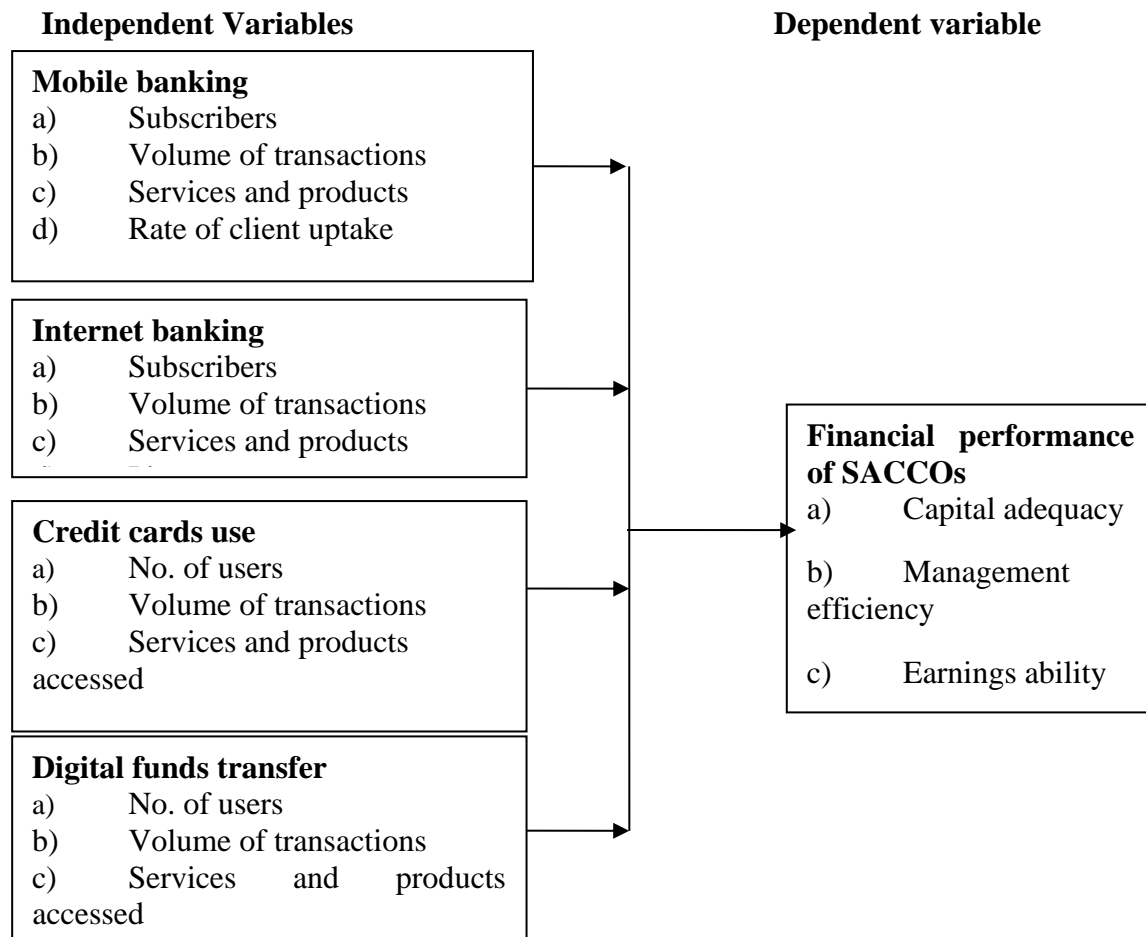 Independent Variables
Dependent variable
Mobile banking
a) Subscribers
b) Volume of transactions
c) Services and products
d) Rate of client uptake
Internet banking
a) Subscribers
b) Volume of transactions
c) Services and products
Credit cards use
a) No. of users
b) Volume of transactions
c) Services and products
accessed
Digital funds transfer
a) No. of users
b) Volume of transactions
c) Services and products
accessed
Financial performance
of SACCOs
a) Capital adequacy
b) Management
efficiency
c) Earnings ability